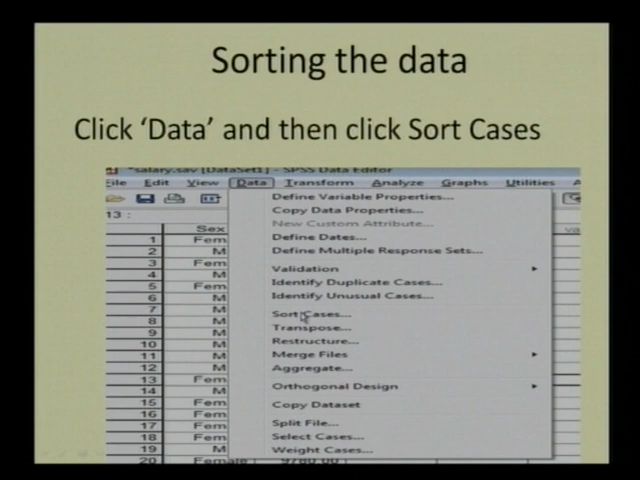 Sorting the data
Click 'Data' and then click Sort Cases
*salary.sav [DataSet1] - SPSS Data Editor
File Edit View Data Transform Analyze Graphs Utilities A
13 :
Define Variable Properties...
Copy Data Properties...
New Custom Attribute...
Define Dates...
Define Multiple Response Sets...
Validation
Identify Duplicate Cases...
Identify Unusual Cases...
Sort Cases...
Transpose...
Restructure...
Merge Files
Aggregate...
Orthogonal Design
Copy Dataset
Split File...
Select Cases...
Weight Cases...
Sex va
1 Fem
2 M
3 Fem
4 M
5 Fem
6 M
7 M
8 M
9 M
10 M
11 M
12 M
13 Fem
14 M
15 Fem
16 Fem
17 Fem
18 Fem
19 M
20 Female 9780.00